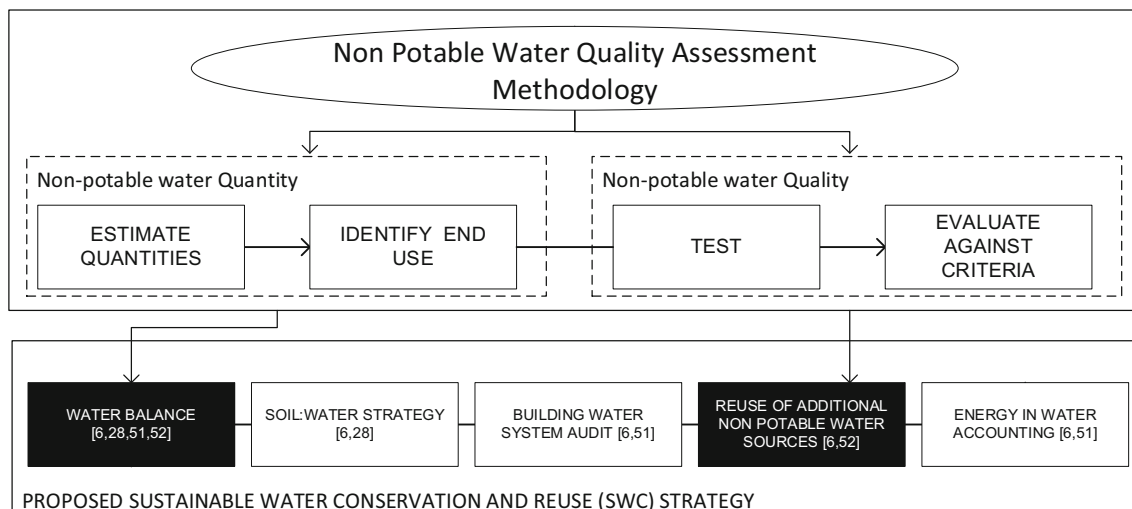 Non Potable Water Quality Assessment
Methodology
Non-potable water Quantity
ESTIMATE
QUANTITIES
IDENTIFY END
USE
Non-potable water Quality
TEST
EVALUATE
AGAINST
CRITERIA
WATER BALANCE
[6,28,51,52]
SOIL:WATER STRATEGY
[6,28]
BUILDING WATER
SYSTEM AUDIT [6,51]
REUSE OF ADDITIONAL
NON POTABLE WATER
SOURCES [6,52]
ENERGY IN WATER
ACCOUNTING [6,51]
PROPOSED SUSTAINABLE WATER CONSERVATION AND REUSE (SWC) STRATEGY